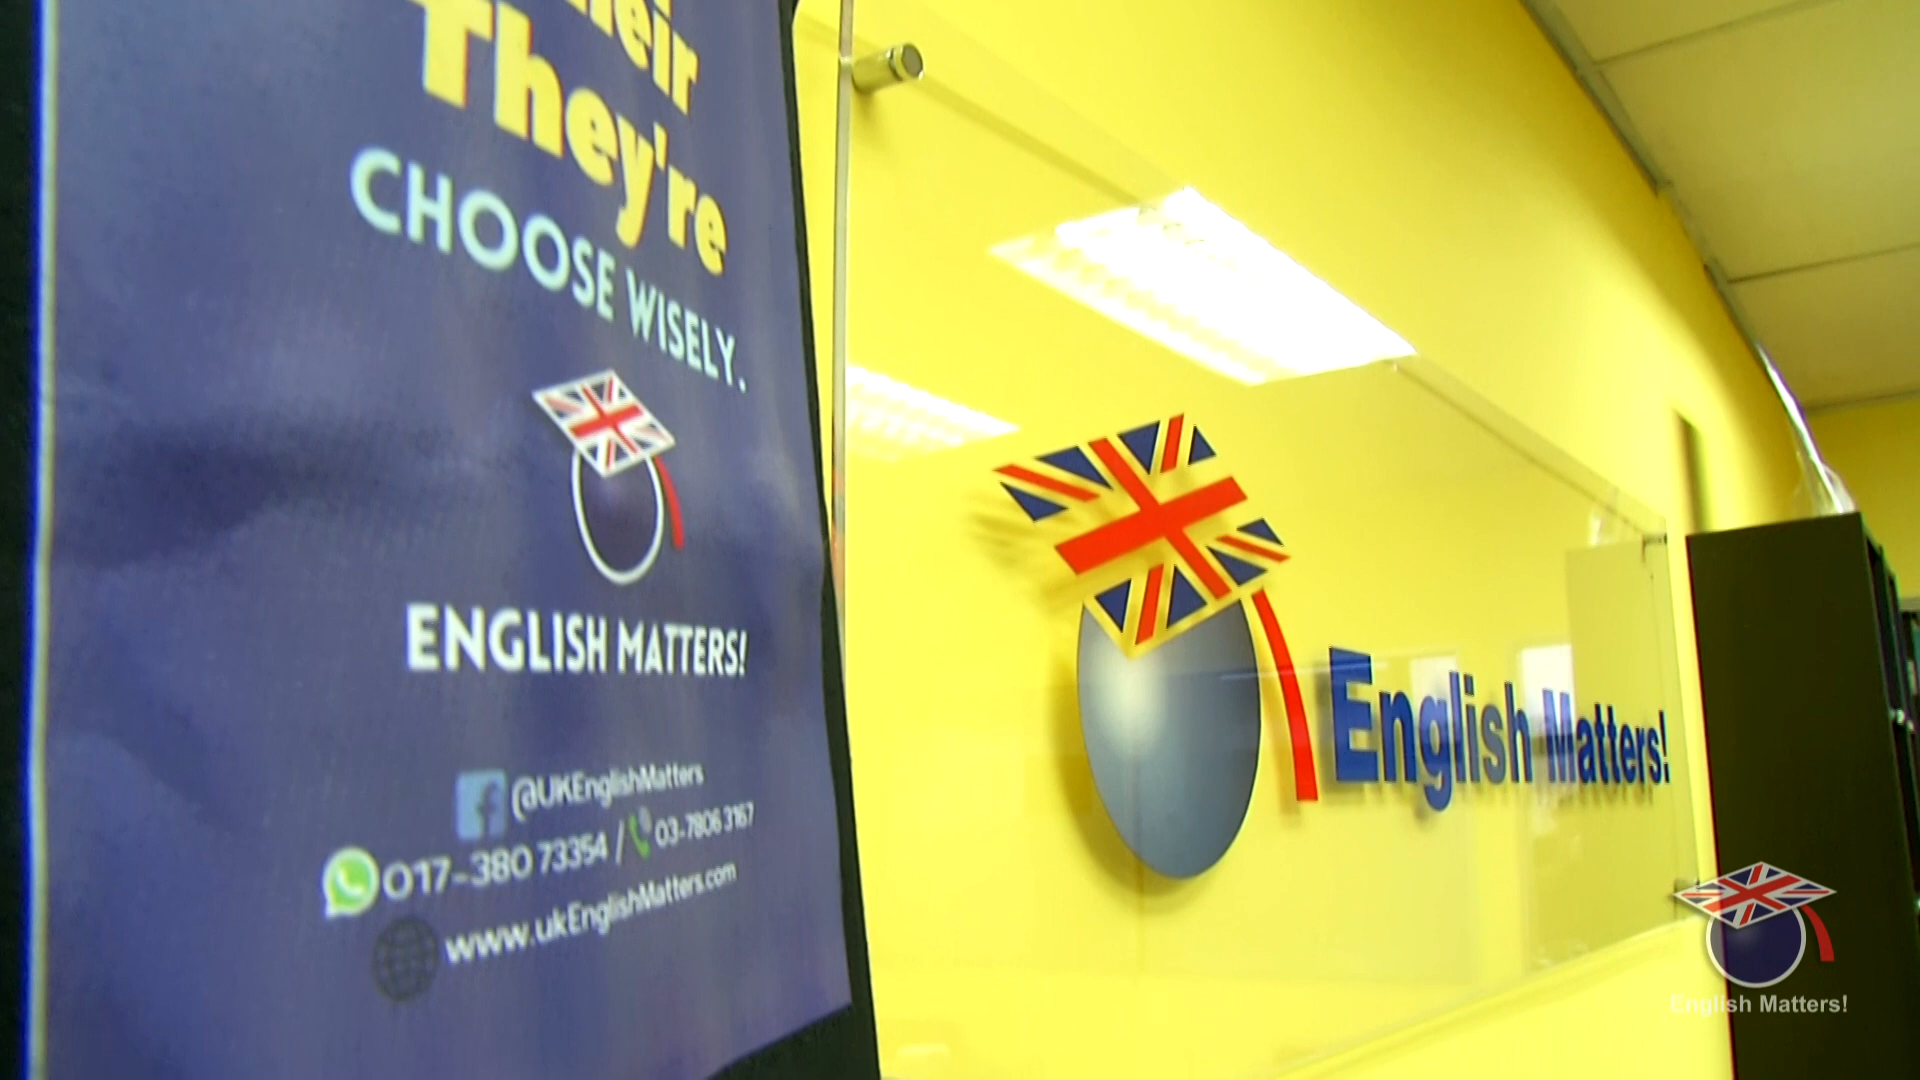 Their
They're
CHOOSE WISELY.
ENGLISH MATTERS!
@UKEnglishMatters
017-380 73354 / 03-7806 3167
www.ukEnglishMatters.com
English Matters!
English Matters!